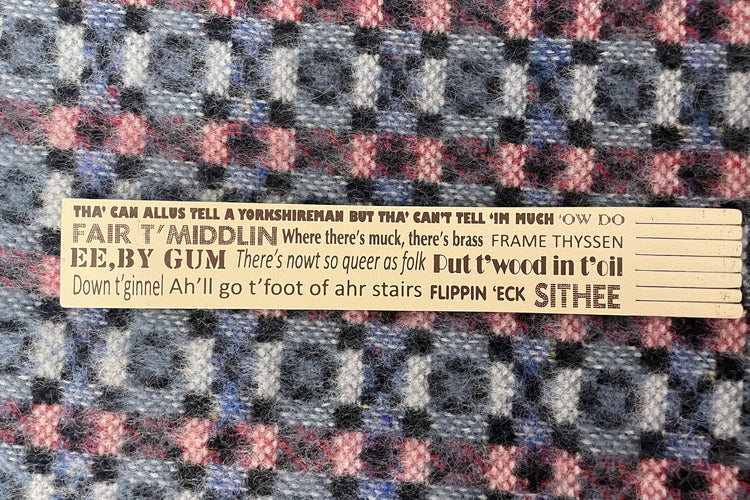 THA' CAN ALLUS TELL A YORKSHIREMAN BUT THA' CAN'T TELL 'IM MUCH 'OW DO
FAIR T'MIDDLIN Where there's muck, there's brass FRAME THYSSEN
EE,BY GUM There's nowt so queer as folk Put t'wood in t'oil
Down t'ginnel Ah'll go t'foot of ahr stairs FLIPPIN 'ECK SITHEE